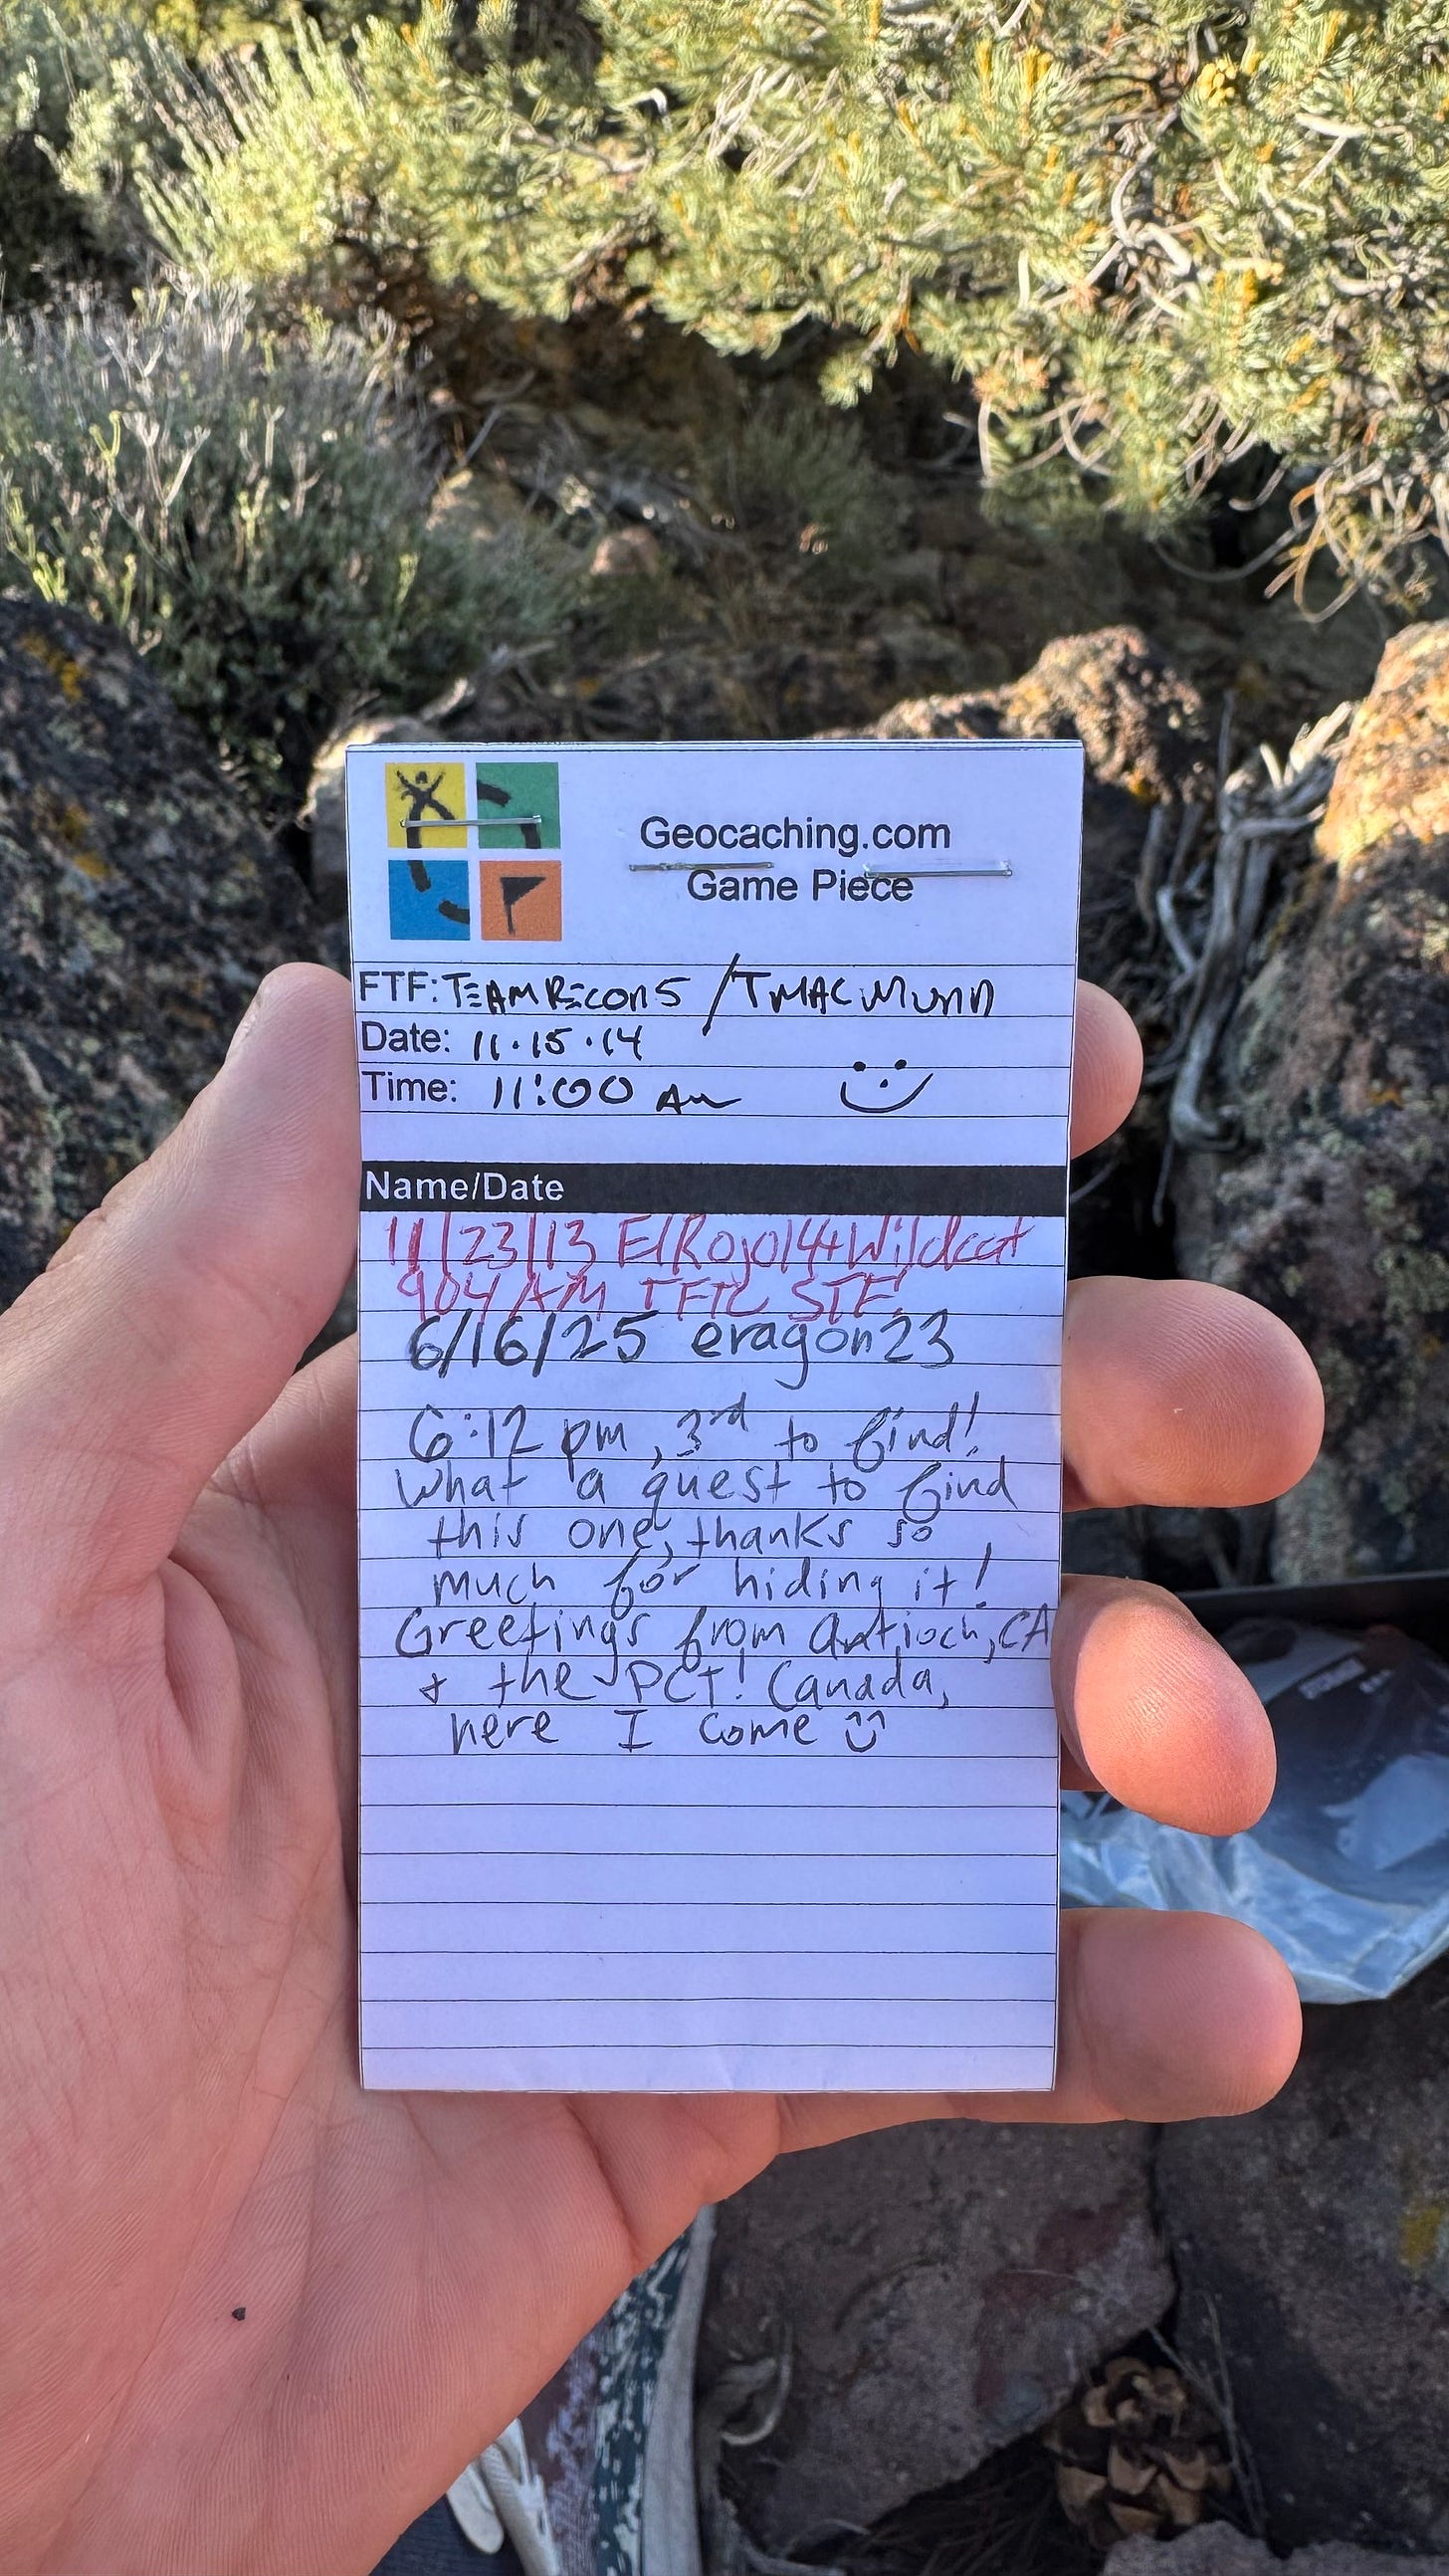 Geocaching.com
Game Piece
FTF: TEAM RECON5 / TMACMUNN
Date: 11.15.14
Time: 11:00 AM
Name/Date
11/23/13 ElRojo14+Wildcat
904 AM TFTC STF
6/16/25 eragon23
6:12 pm, 3rd to find!
What a quest to find
this one, thanks so
much for hiding it!
Greetings from Antioch, CA
+ the PCT! Canada,
here I come